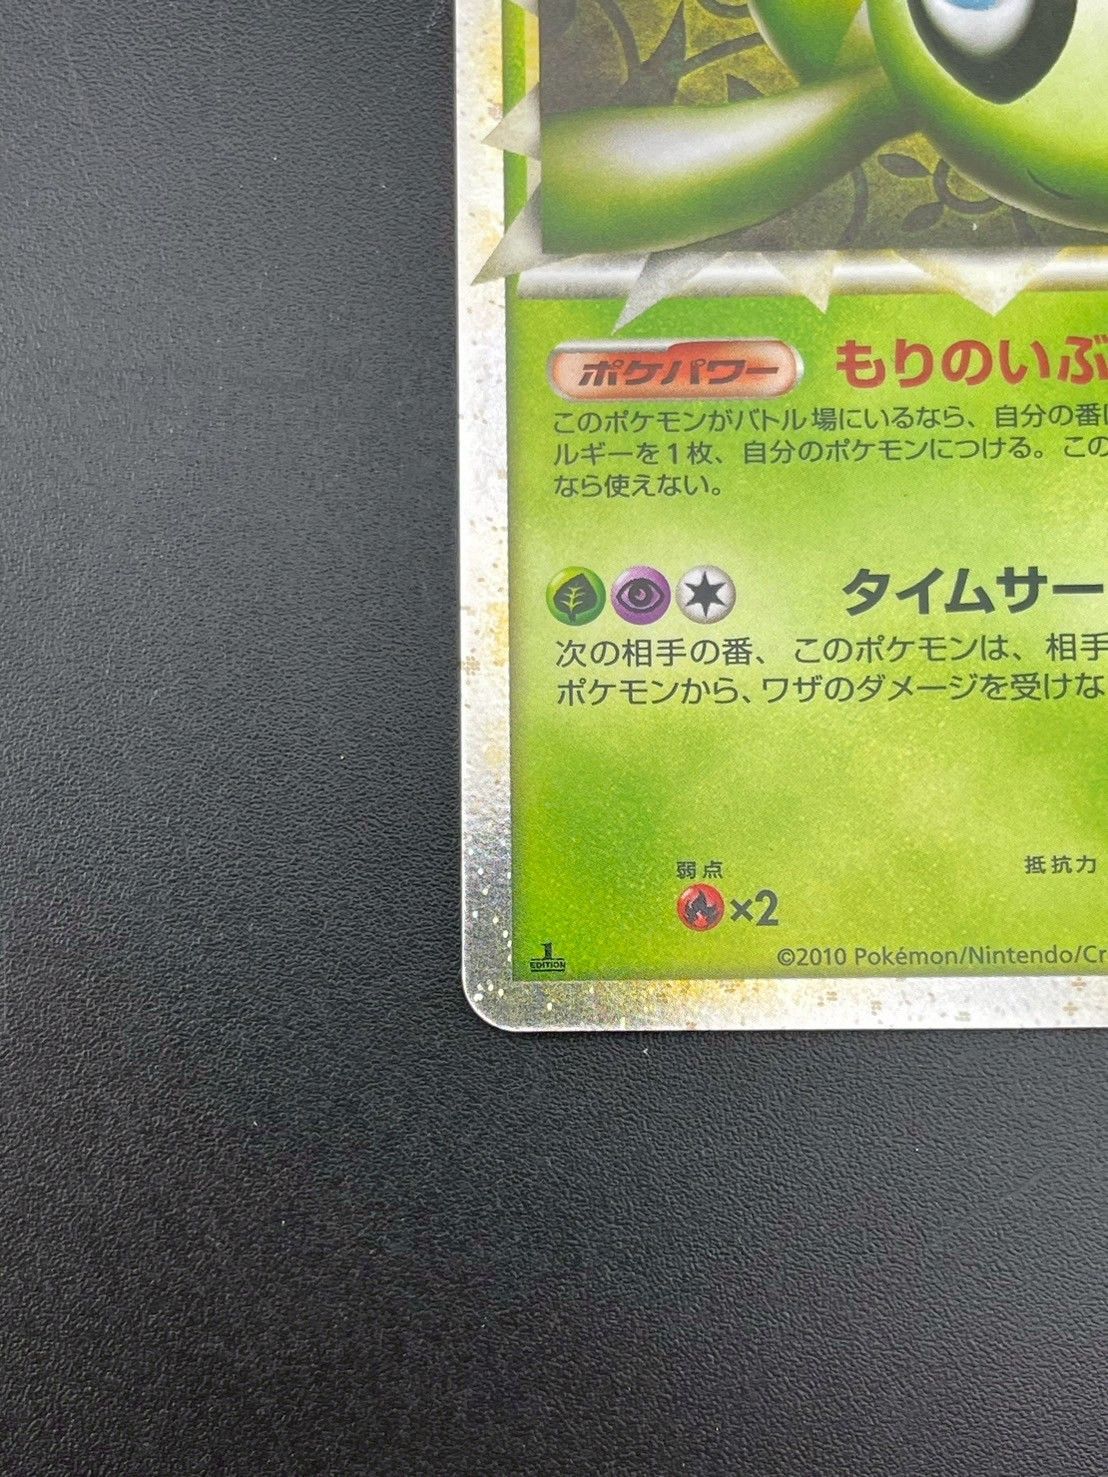 ポケパワー もりのいぶ
このポケモンがバトル場にいるなら、自分の番に
ルギーを1枚、自分のポケモンにつける。この
なら使えない。
タイムサー
次の相手の番、このポケモンは、相手
ポケモンから、ワザのダメージを受けな
弱点 抵抗力
×2
1
EDITION
©2010 Pokémon/Nintendo/Cr